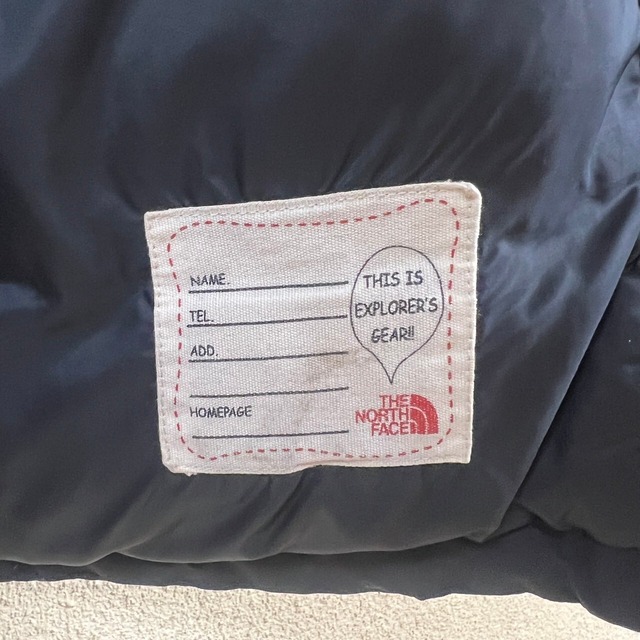 NAME.
TEL.
ADD.
HOMEPAGE
THIS IS
EXPLORER'S
GEAR!!
THE
NORTH
FACE